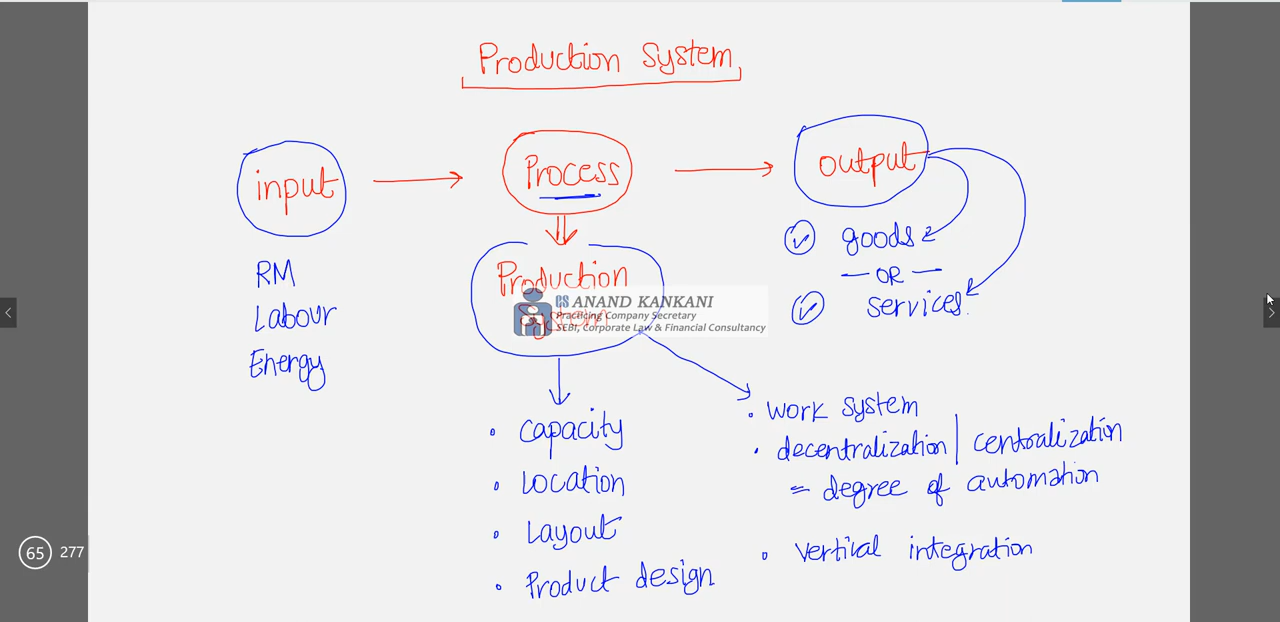 Production System
input
Process
output
RM
Labour
Energy
Production
System
goods
— OR —
services.
CS ANAND KANKANI
Practicing Company Secretary
SEBI, Corporate Law & Financial Consultancy
• Capacity
• Location
• Layout
• Product design
• work system
• decentralization | centralization
= degree of automation
• vertical integration
65 277